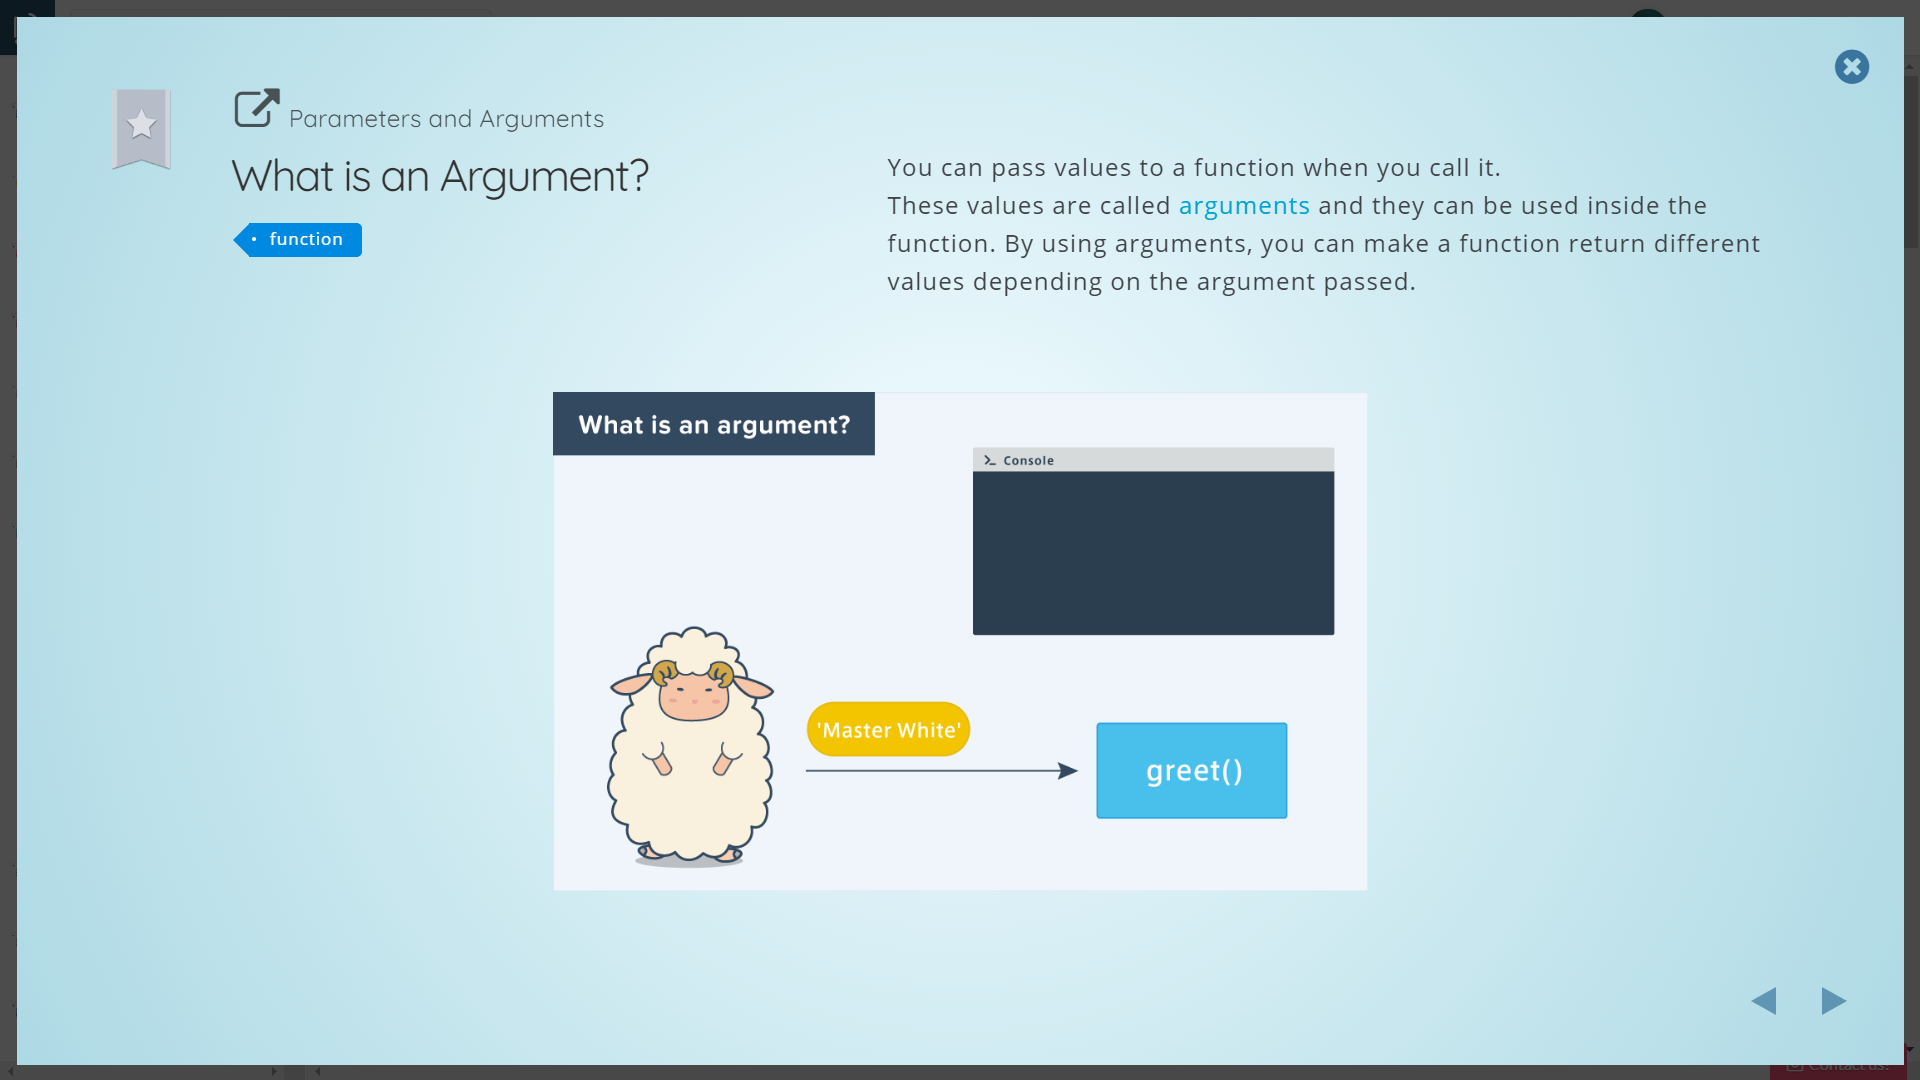 Parameters and Arguments
What is an Argument?
• function
You can pass values to a function when you call it.
These values are called arguments and they can be used inside the
function. By using arguments, you can make a function return different
values depending on the argument passed.
What is an argument?
Console
'Master White'
greet()
Contact us!